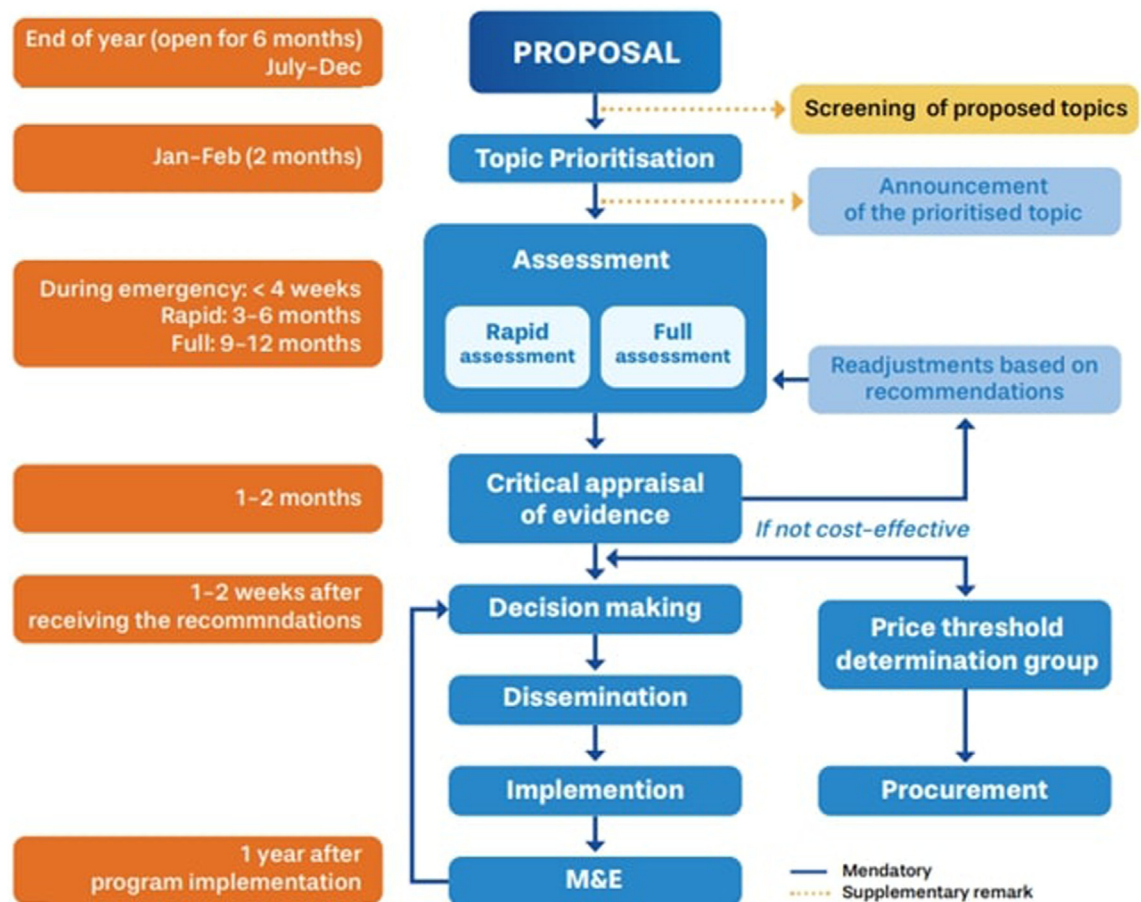 End of year (open for 6 months)
July-Dec
PROPOSAL
Screening of proposed topics
Jan-Feb (2 months)
Topic Prioritisation
Announcement
of the prioritised topic
During emergency: < 4 weeks
Rapid: 3-6 months
Full: 9-12 months
Assessment
Rapid
assessment
Full
assessment
Readjustments based on
recommendations
1-2 months
Critical appraisal
of evidence
If not cost-effective
1-2 weeks after
receiving the recommndations
Decision making
Price threshold
determination group
Dissemination
Implemention
Procurement
1 year after
program implementation
M&E
Mendatory
Supplementary remark